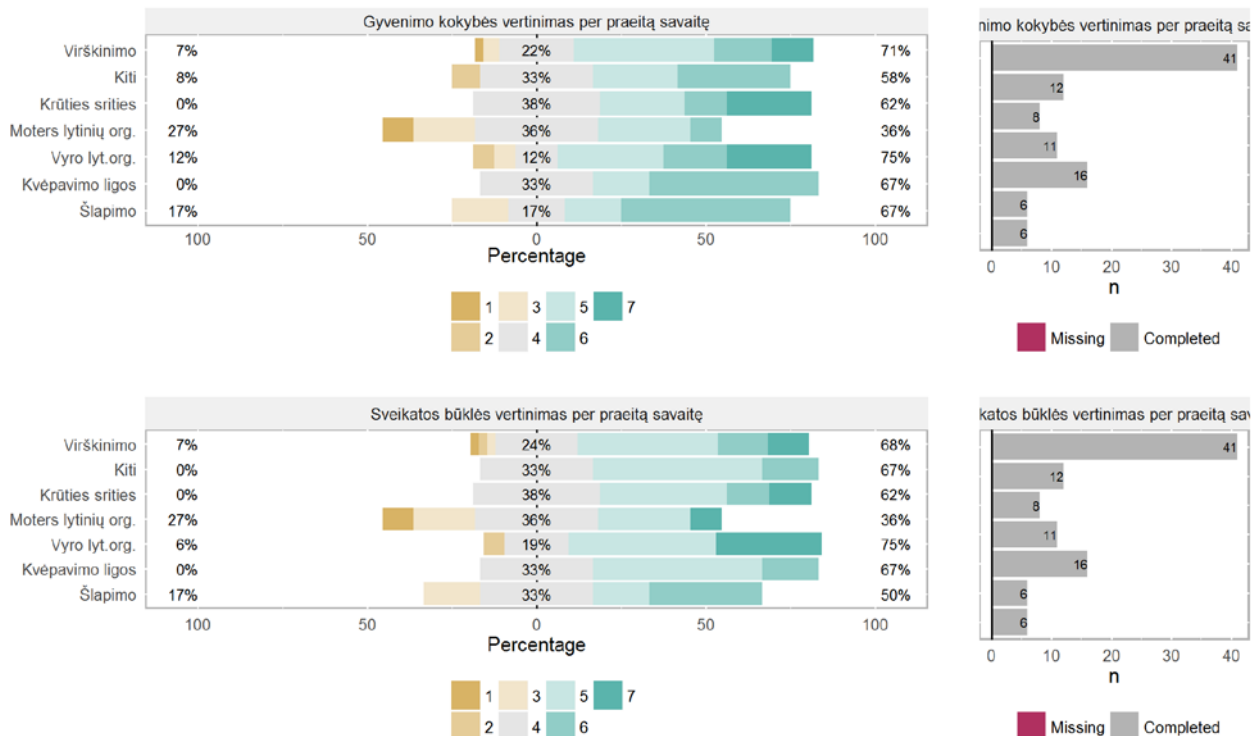 Gyvenimo kokybės vertinimas per praeitą savaitę
Virškinimo 7% 22% 71%
Kiti 8% 33% 58%
Krūties srities 0% 38% 62%
Moters lytinių org. 27% 36% 36%
Vyro lyt.org. 12% 12% 75%
Kvėpavimo ligos 0% 33% 67%
Šlapimo 17% 17% 67%
100 50 0 50 100
Percentage
1 3 5 7
2 4 6
nimo kokybės vertinimas per praeitą sa
41
12
8
11
16
6
6
0 10 20 30 40
n
Missing Completed
Sveikatos būklės vertinimas per praeitą savaitę
Virškinimo 7% 24% 68%
Kiti 0% 33% 67%
Krūties srities 0% 38% 62%
Moters lytinių org. 27% 36% 36%
Vyro lyt.org. 6% 19% 75%
Kvėpavimo ligos 0% 33% 67%
Šlapimo 17% 33% 50%
100 50 0 50 100
Percentage
1 3 5 7
2 4 6
katos būklės vertinimas per praeitą sav
41
12
8
11
16
6
6
0 10 20 30 40
n
Missing Completed